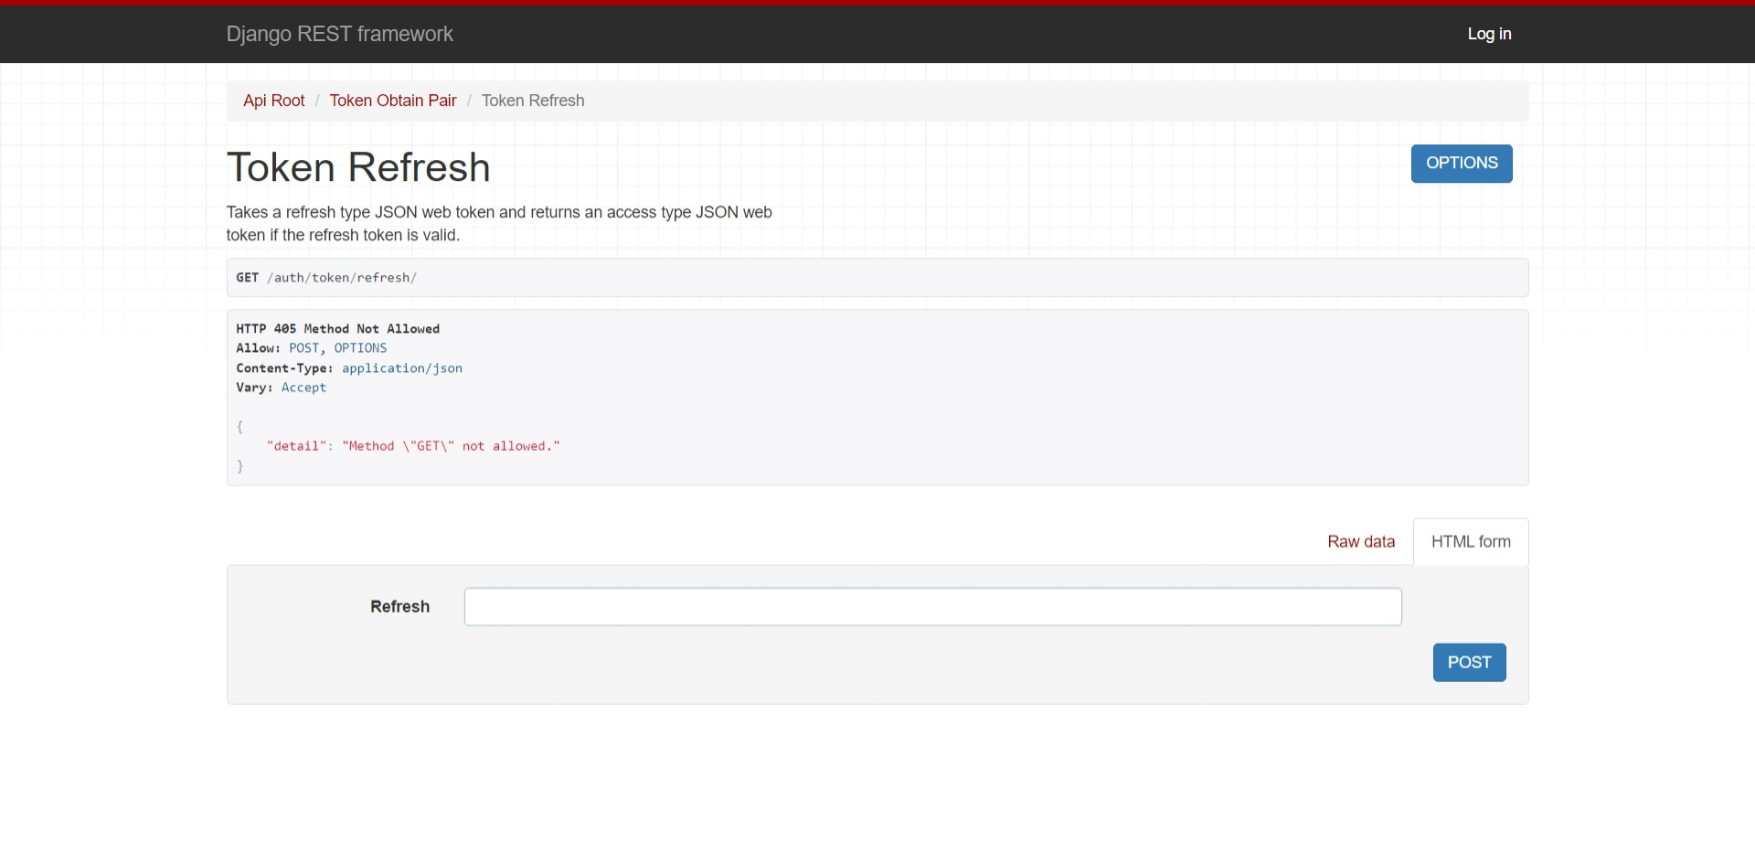 Django REST framework
Log in
Api Root / Token Obtain Pair / Token Refresh
Token Refresh
OPTIONS
Takes a refresh type JSON web token and returns an access type JSON web
token if the refresh token is valid.
GET /auth/token/refresh/
HTTP 405 Method Not Allowed
Allow: POST, OPTIONS
Content-Type: application/json
Vary: Accept
{
    "detail": "Method \"GET\" not allowed."
}
Raw data
HTML form
Refresh
POST